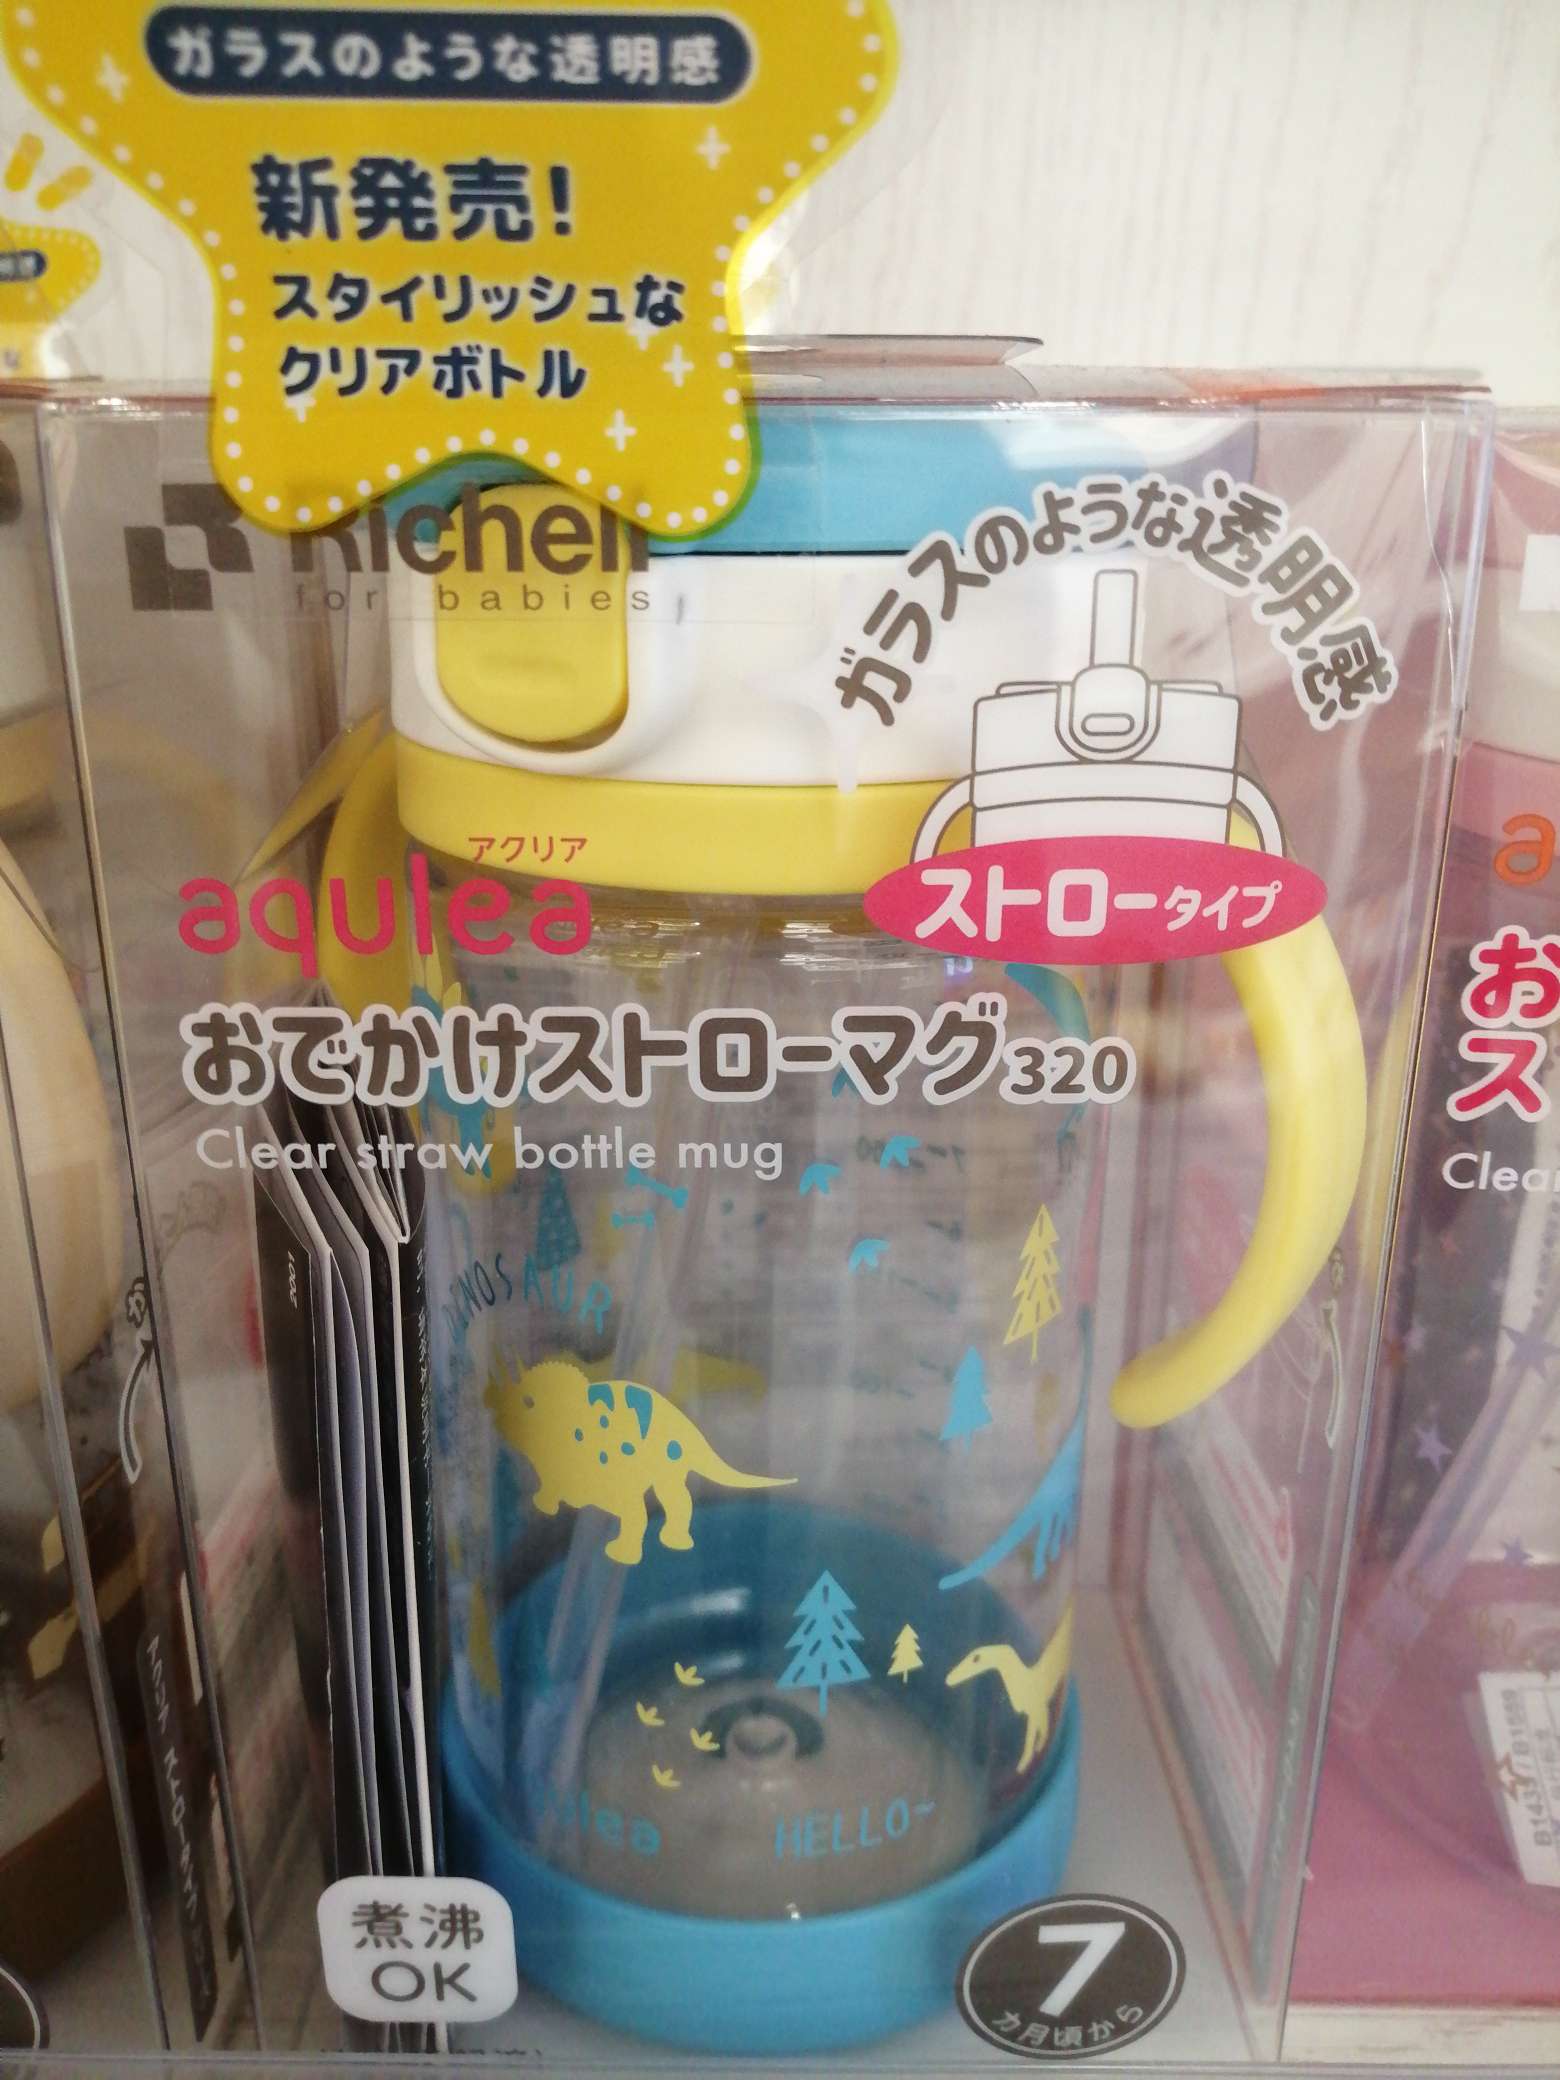 ガラスのような透明感
新発売!
スタイリッシュな
クリアボトル
Richell
for babies
ガラスのような透明感
ストロータイプ
アクリア
aqulea
おでかけストローマグ320
Clear straw bottle mug
DINOSAUR
HELLO~
煮沸
OK
7
カ月頃から
a
お
ス
Clea